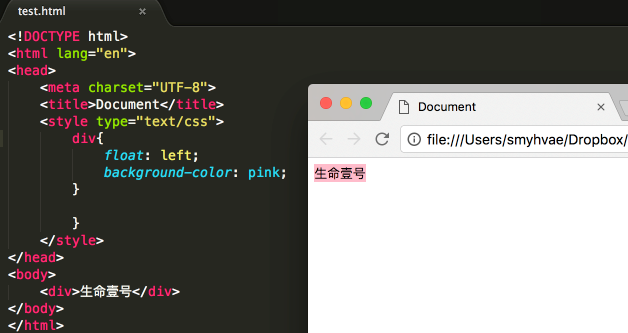 test.html
<!DOCTYPE html>
<html lang="en">
<head>
    <meta charset="UTF-8">
    <title>Document</title>
    <style type="text/css">
        div{
            float: left;
            background-color: pink;
        }

        }
    </style>
</head>
<body>
    <div>生命壹号</div>
</body>
</html>
Document
file:///Users/smyhvae/Dropbox/
生命壹号